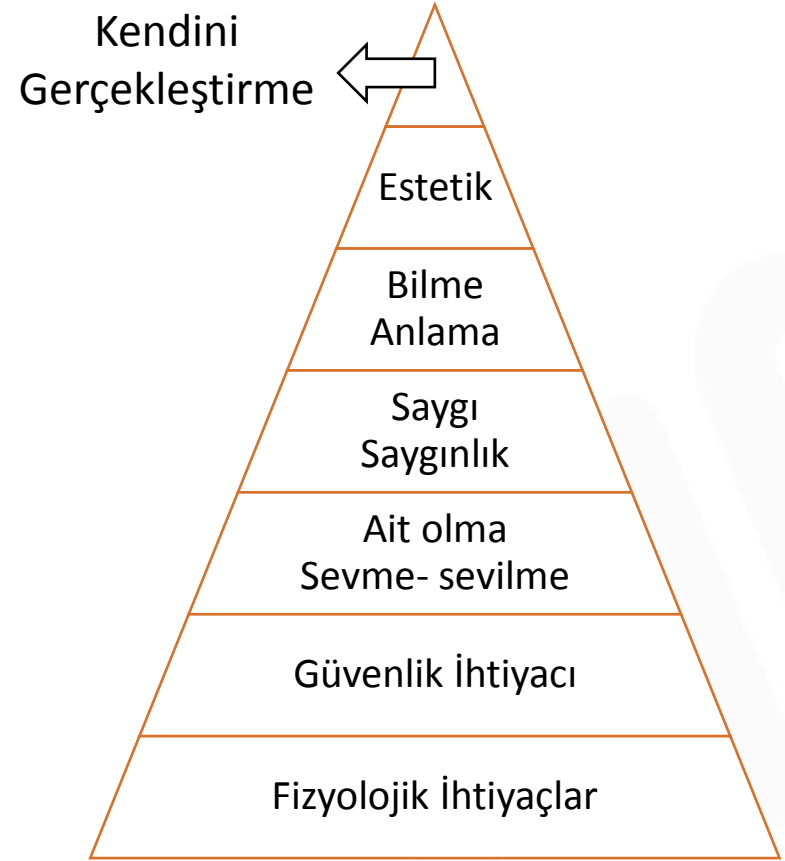 Kendini
Gerçekleştirme
Estetik
Bilme
Anlama
Saygı
Saygınlık
Ait olma
Sevme- sevilme
Güvenlik İhtiyacı
Fizyolojik İhtiyaçlar